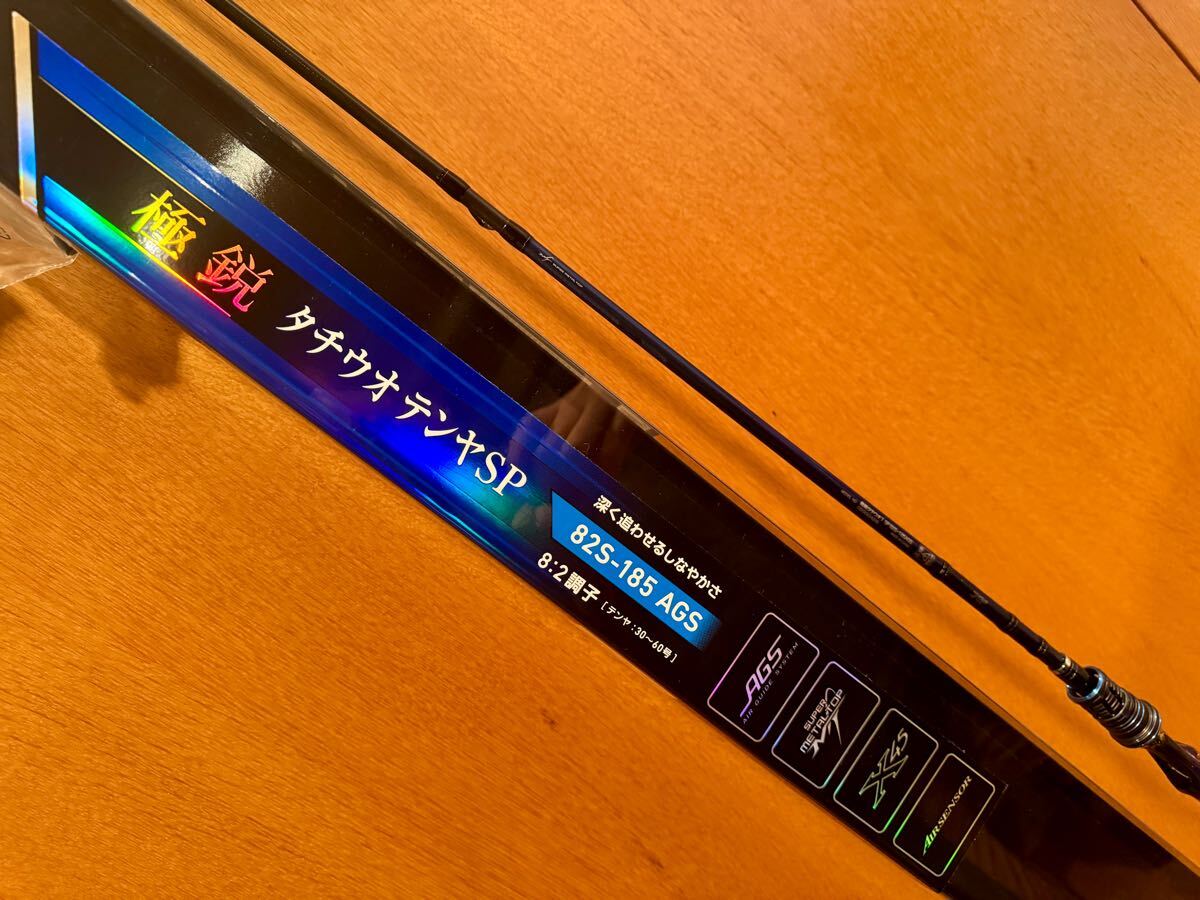 極鋭 タチウオ テンヤSP
深く追わせるしなやかさ
82S-185 AGS
8:2調子 [テンヤ:30〜60号]
AGS
AIR GUIDE SYSTEM
SUPER
METALTOP
X45
AIRSENSOR